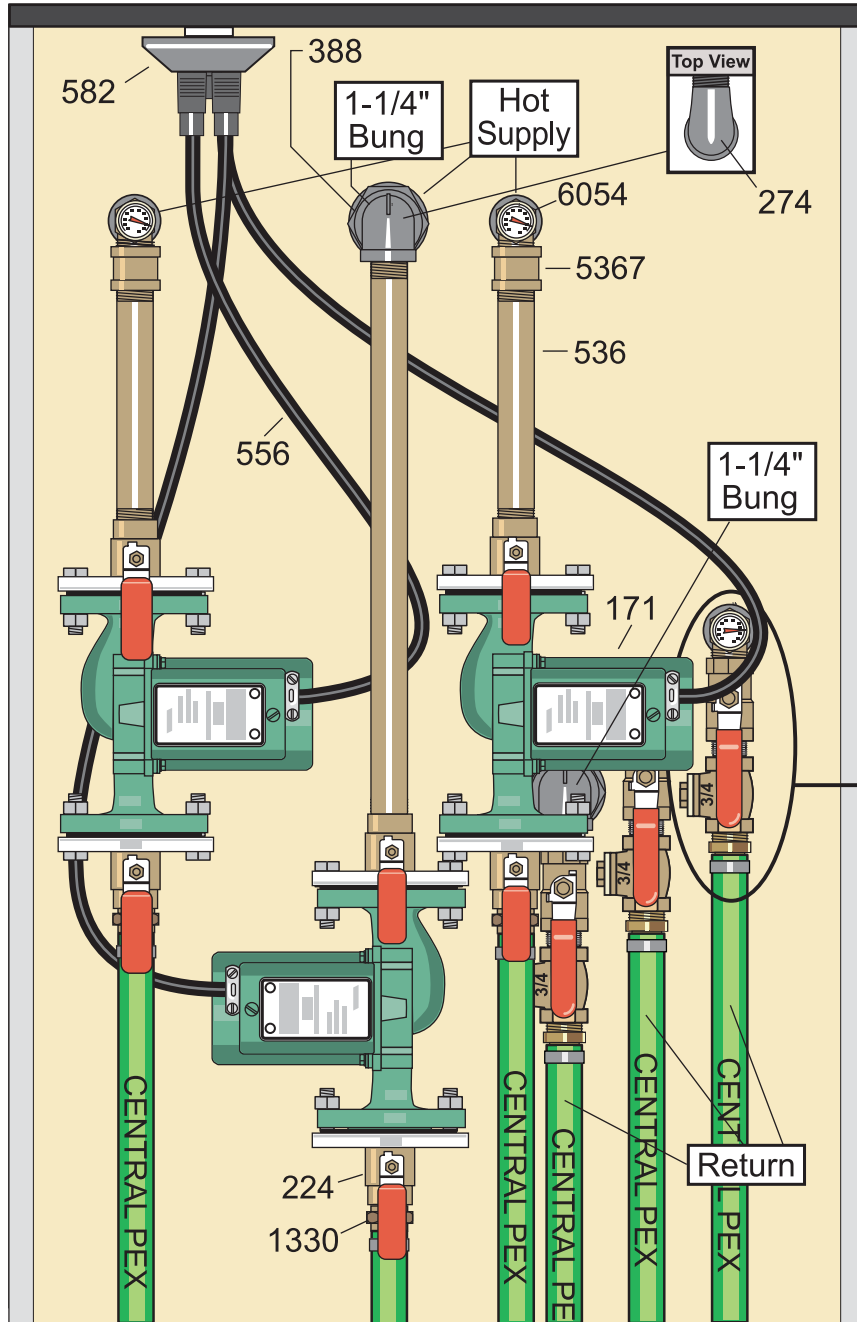 388
Top View
582
1-1/4"
Bung
Hot
Supply
6054
274
5367
536
556
1-1/4"
Bung
171
3/4
3/4
3/4
CENTRAL PEX
CENTRAL PEX
CENTRAL PE
CENTRAL PEX
CENT L PEX
Return
224
1330